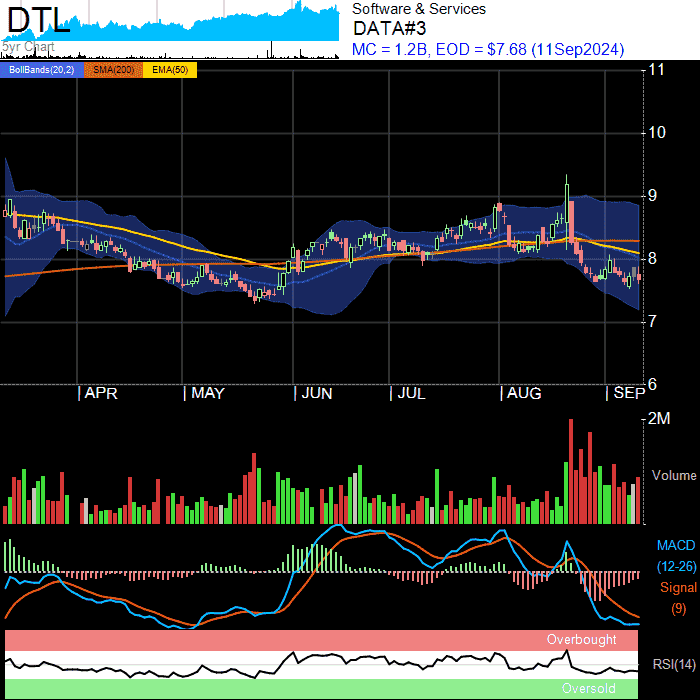 DTL
5yr Chart
Software & Services
DATA#3
MC = 1.2B, EOD = $7.68 (11Sep2024)
BollBands(20,2) SMA(200) EMA(50)
11
10
9
8
7
6
APR MAY JUN JUL AUG SEP
2M
Volume
MACD
(12-26)
Signal
(9)
Overbought
RSI(14)
Oversold